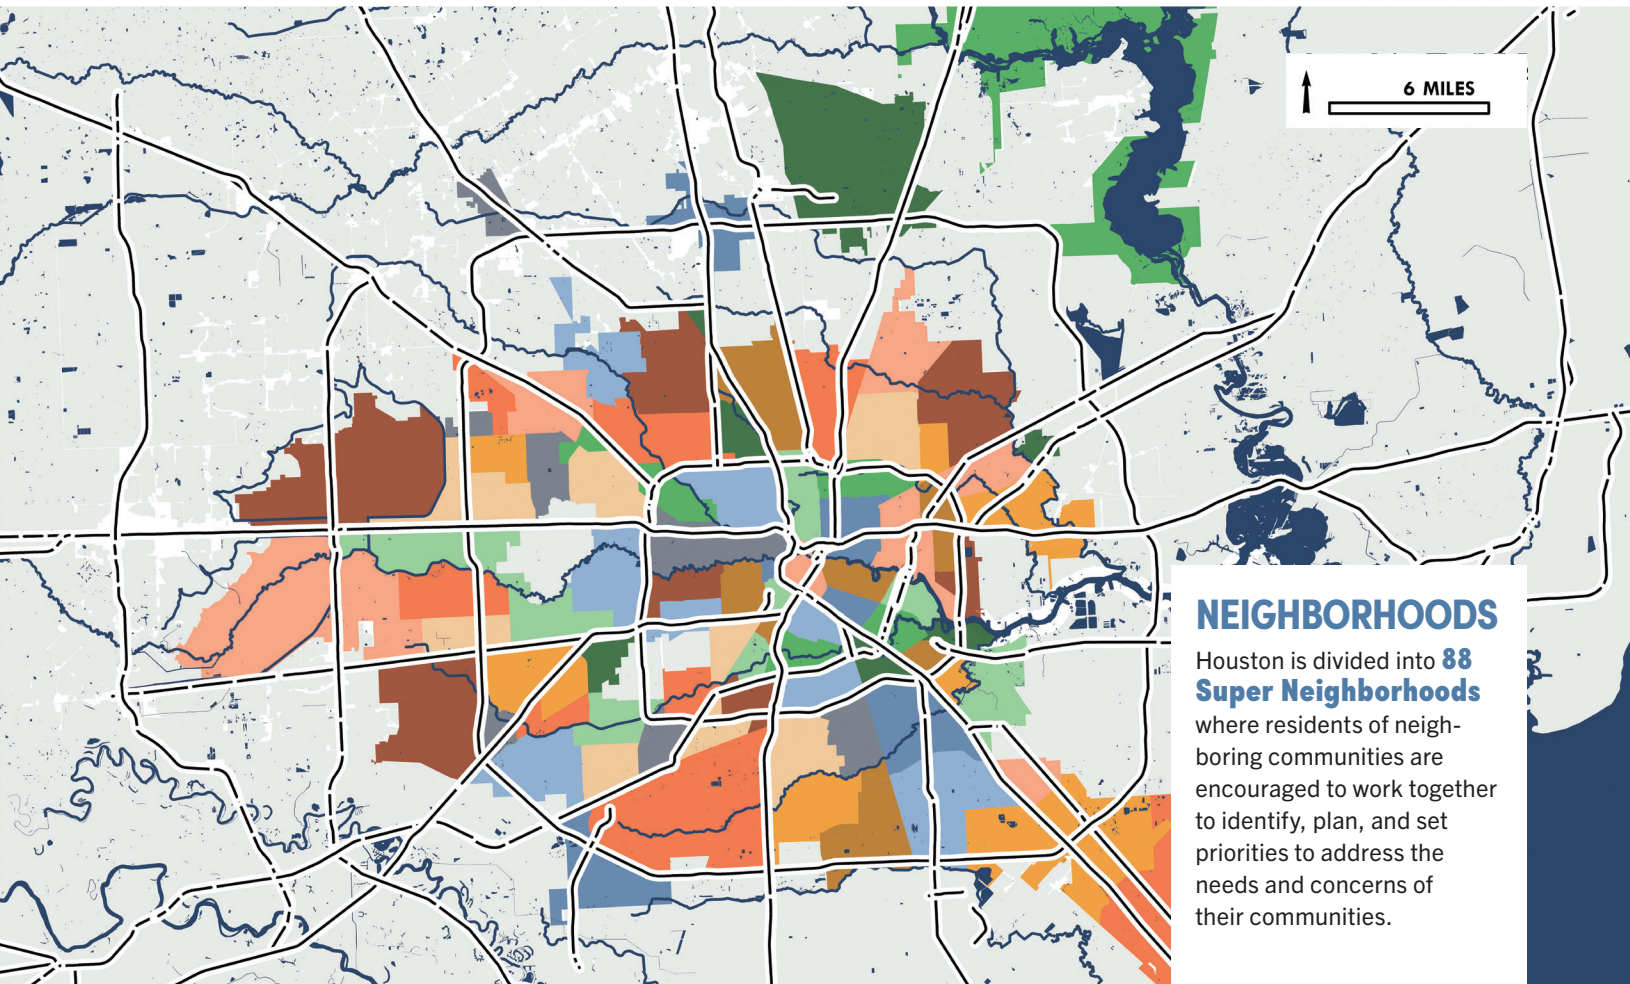 6 MILES
NEIGHBORHOODS
Houston is divided into 88
Super Neighborhoods
where residents of neigh-
boring communities are
encouraged to work together
to identify, plan, and set
priorities to address the
needs and concerns of
their communities.